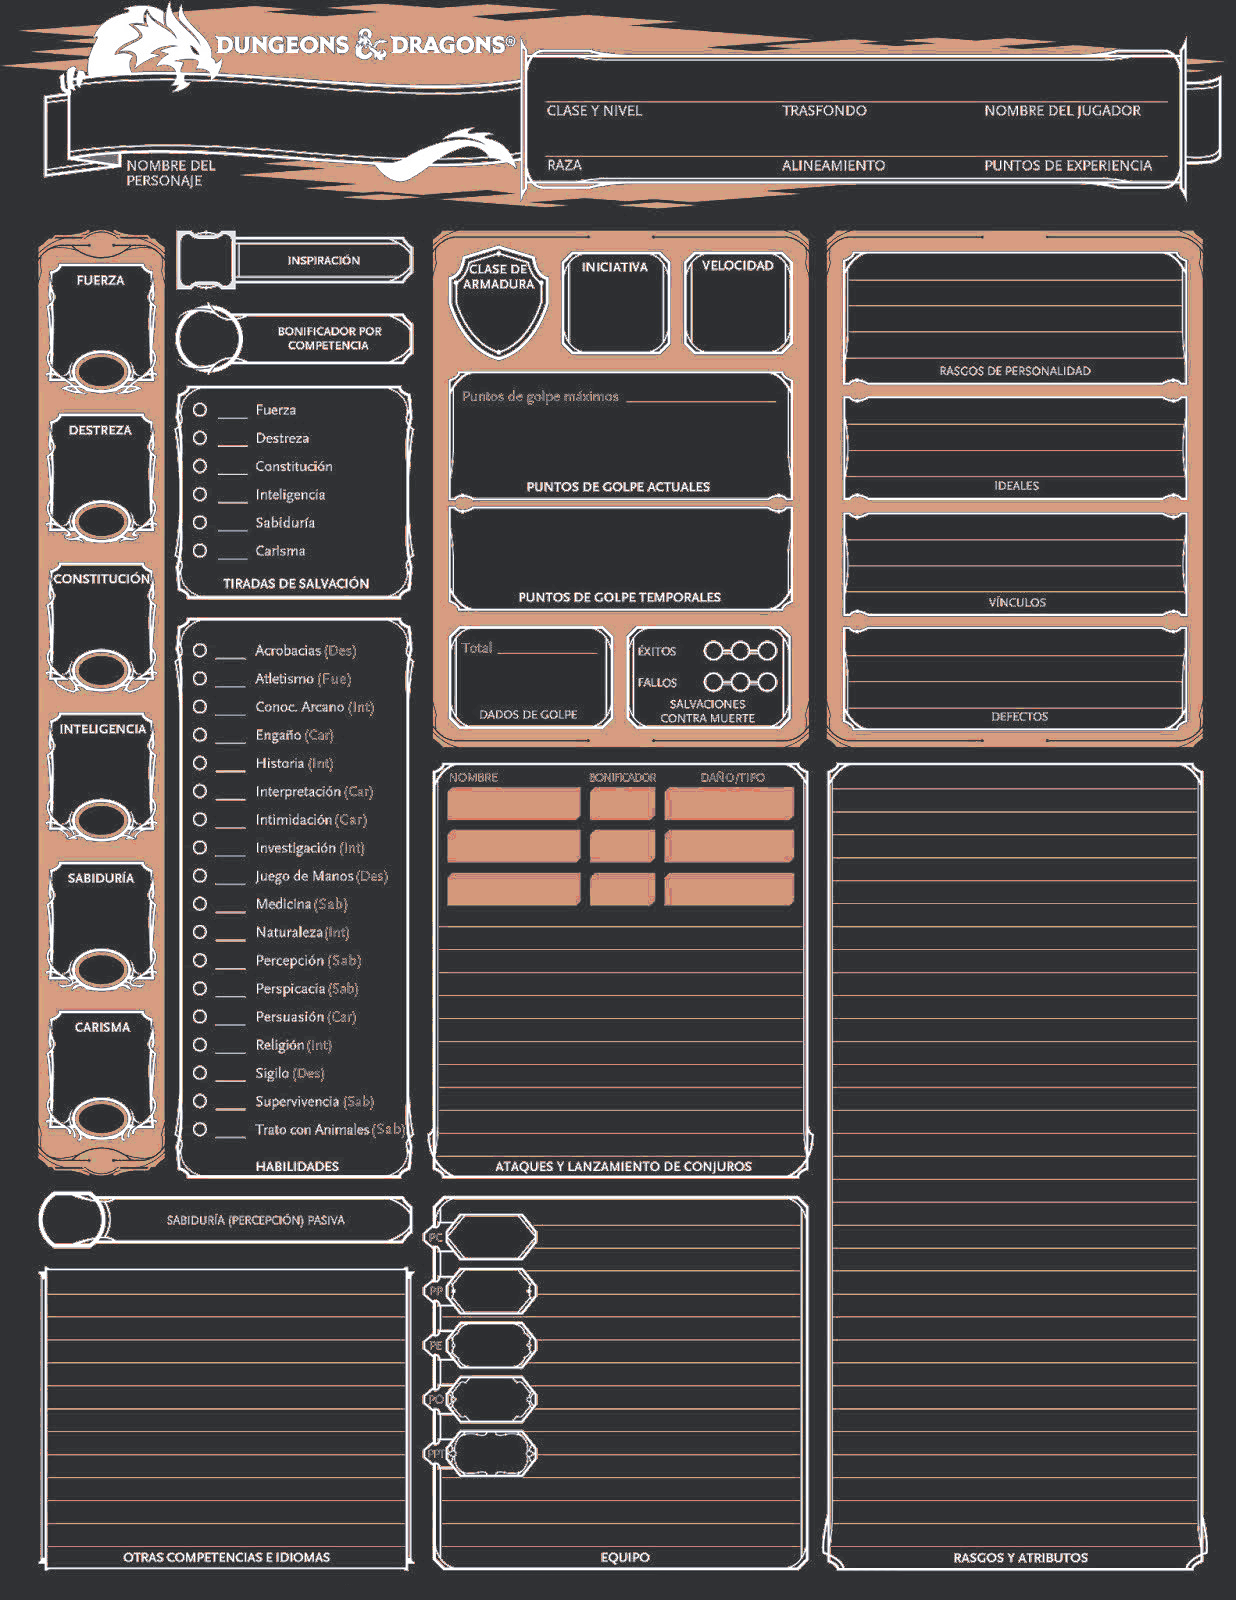 DUNGEONS & DRAGONS®
CLASE Y NIVEL
TRASFONDO
NOMBRE DEL JUGADOR
NOMBRE DEL
PERSONAJE
RAZA
ALINEAMIENTO
PUNTOS DE EXPERIENCIA
FUERZA
DESTREZA
CONSTITUCIÓN
INTELIGENCIA
SABIDURÍA
CARISMA
INSPIRACIÓN
BONIFICADOR POR
COMPETENCIA
Fuerza
Destreza
Constitución
Inteligencia
Sabiduría
Carisma
TIRADAS DE SALVACIÓN
Acrobacias (Des)
Atletismo (Fue)
Conoc. Arcano (Int)
Engaño (Car)
Historia (Int)
Interpretación (Car)
Intimidación (Car)
Investigación (Int)
Juego de Manos (Des)
Medicina (Sab)
Naturaleza (Int)
Percepción (Sab)
Perspicacia (Sab)
Persuasión (Car)
Religión (Int)
Sigilo (Des)
Supervivencia (Sab)
Trato con Animales (Sab)
HABILIDADES
SABIDURÍA (PERCEPCIÓN) PASIVA
OTRAS COMPETENCIAS E IDIOMAS
CLASE DE
ARMADURA
INICIATIVA
VELOCIDAD
Puntos de golpe máximos
PUNTOS DE GOLPE ACTUALES
PUNTOS DE GOLPE TEMPORALES
Total
DADOS DE GOLPE
ÉXITOS
FALLOS
SALVACIONES
CONTRA MUERTE
NOMBRE
BONIFICADOR
DAÑO/TIPO
ATAQUES Y LANZAMIENTO DE CONJUROS
PC
PP
PE
PO
PPT
EQUIPO
RASGOS DE PERSONALIDAD
IDEALES
VÍNCULOS
DEFECTOS
RASGOS Y ATRIBUTOS